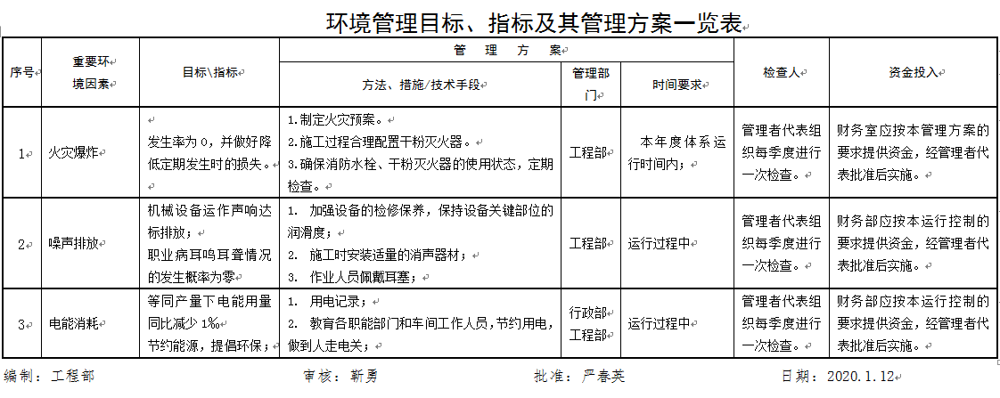 环境管理目标、指标及其管理方案一览表
序号
重要环
境因素
目标\指标
管 理 方 案
方法、措施/技术手段
管理部
门
时间要求
检查人
资金投入
1
火灾爆炸
发生率为0，并做好降
低定期发生时的损失。
1.制定火灾预案。
2.施工过程合理配置干粉灭火器。
3.确保消防水栓、干粉灭火器的使用状态，定期
检查。
工程部
本年度体系运
行时间内；
管理者代表组
织每季度进行
一次检查。
财务室应按本管理方案的
要求提供资金，经管理者代
表批准后实施。
2
噪声排放
机械设备运作声响达
标排放；
职业病耳鸣耳聋情况
的发生概率为零
1. 加强设备的检修保养，保持设备关键部位的
润滑度；
2. 施工时安装适量的消声器材；
3. 作业人员佩戴耳塞；
工程部
运行过程中
管理者代表组
织每季度进行
一次检查。
财务部应按本运行控制的
要求提供资金，经管理者代
表批准后实施。
3
电能消耗
等同产量下电能用量
同比减少1‰
节约能源，提倡环保；
1. 用电记录；
2. 教育各职能部门和车间工作人员，节约用电，
做到人走电关；
行政部
工程部
运行过程中
管理者代表组
织每季度进行
一次检查。
财务部应按本运行控制的
要求提供资金，经管理者代
表批准后实施。
编制：工程部 审核：靳勇 批准：严春英 日期：2020.1.12